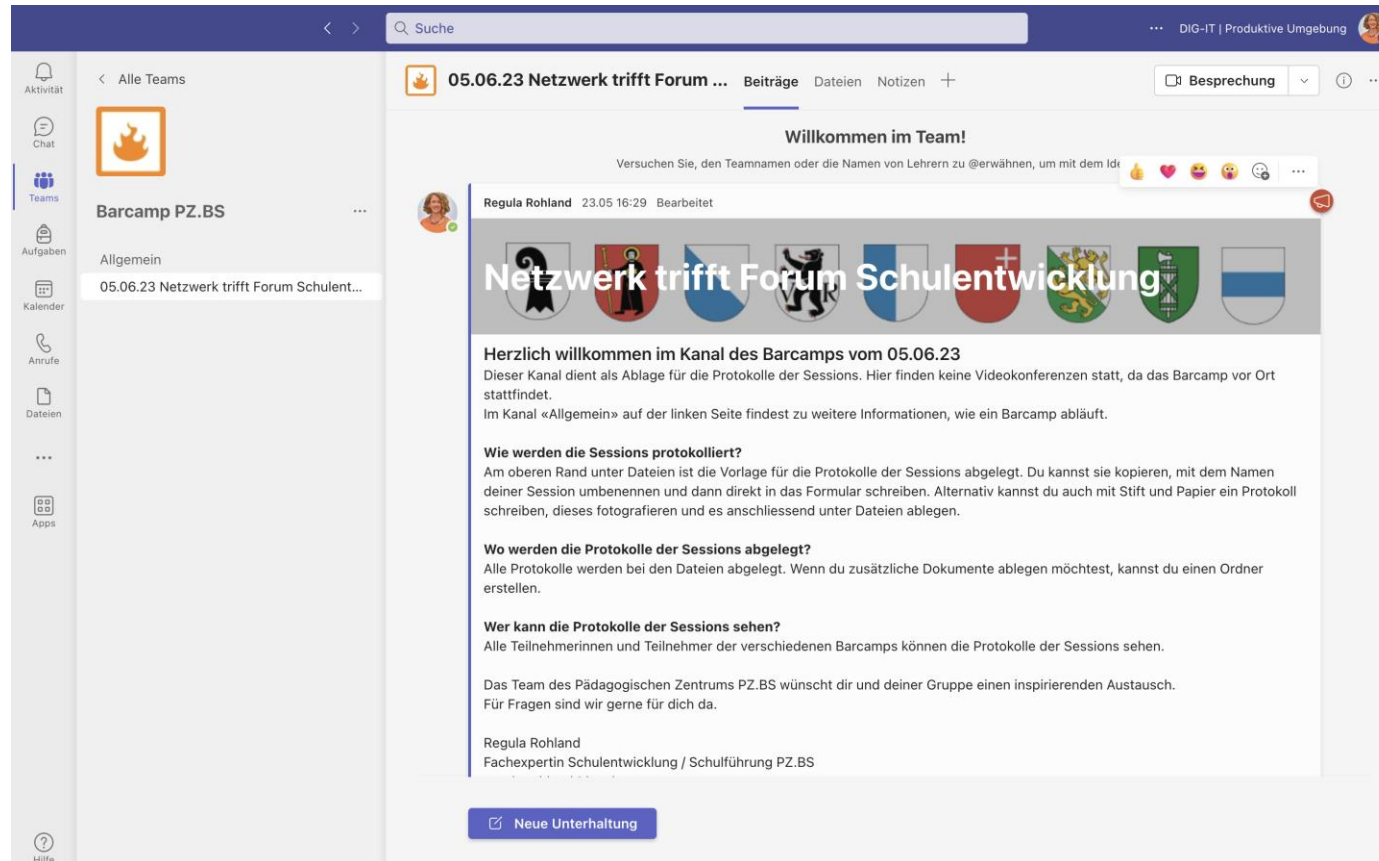 Suche
DIG-IT | Produktive Umgebung
Aktivität
Chat
Teams
Aufgaben
Kalender
Anrufe
Dateien
Apps
Hilfe
Alle Teams
Barcamp PZ.BS
Allgemein
05.06.23 Netzwerk trifft Forum Schulent...
05.06.23 Netzwerk trifft Forum ...
Beiträge
Dateien
Notizen
Besprechung
Willkommen im Team!
Versuchen Sie, den Teamnamen oder die Namen von Lehrern zu @erwähnen, um mit dem
Regula Rohland 23.05 16:29 Bearbeitet
Netzwerk trifft Forum Schulentwicklung
Herzlich willkommen im Kanal des Barcamps vom 05.06.23
Dieser Kanal dient als Ablage für die Protokolle der Sessions. Hier finden keine Videokonferenzen statt, da das Barcamp vor Ort
stattfindet.
Im Kanal «Allgemein» auf der linken Seite findest zu weitere Informationen, wie ein Barcamp abläuft.
Wie werden die Sessions protokolliert?
Am oberen Rand unter Dateien ist die Vorlage für die Protokolle der Sessions abgelegt. Du kannst sie kopieren, mit dem Namen
deiner Session umbenennen und dann direkt in das Formular schreiben. Alternativ kannst du auch mit Stift und Papier ein Protokoll
schreiben, dieses fotografieren und es anschliessend unter Dateien ablegen.
Wo werden die Protokolle der Sessions abgelegt?
Alle Protokolle werden bei den Dateien abgelegt. Wenn du zusätzliche Dokumente ablegen möchtest, kannst du einen Ordner
erstellen.
Wer kann die Protokolle der Sessions sehen?
Alle Teilnehmerinnen und Teilnehmer der verschiedenen Barcamps können die Protokolle der Sessions sehen.
Das Team des Pädagogischen Zentrums PZ.BS wünscht dir und deiner Gruppe einen inspirierenden Austausch.
Für Fragen sind wir gerne für dich da.
Regula Rohland
Fachexpertin Schulentwicklung / Schulführung PZ.BS
Neue Unterhaltung